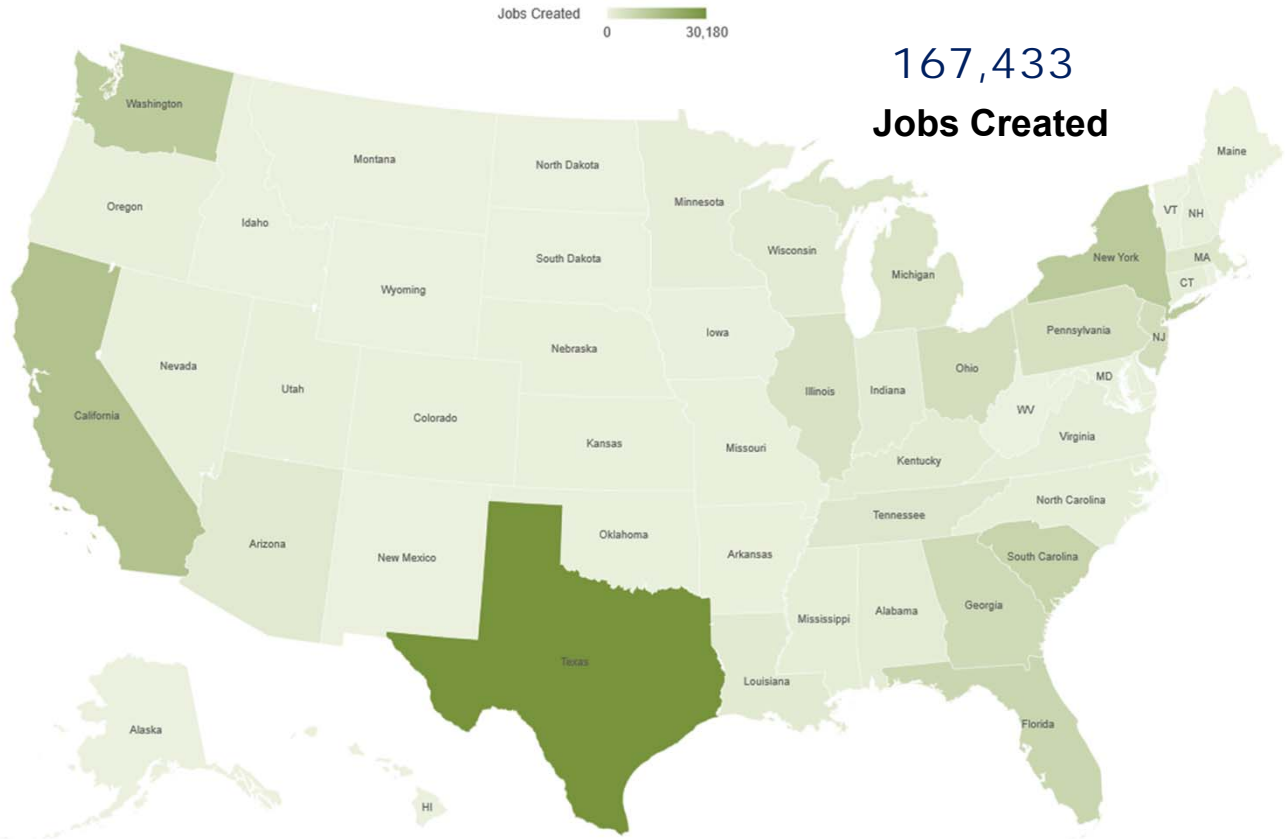 Jobs Created
0 30,180
167,433
Jobs Created
Washington
Montana
North Dakota
Minnesota
Maine
Oregon
Idaho
VT
NH
South Dakota
Wisconsin
New York
MA
Michigan
CT
Wyoming
Iowa
Pennsylvania
NJ
Nebraska
Nevada
Utah
Illinois
Indiana
Ohio
MD
California
Colorado
WV
Kansas
Missouri
Virginia
Kentucky
North Carolina
Tennessee
Arizona
New Mexico
Oklahoma
Arkansas
South Carolina
Mississippi
Alabama
Georgia
Texas
Louisiana
Alaska
Florida
HI